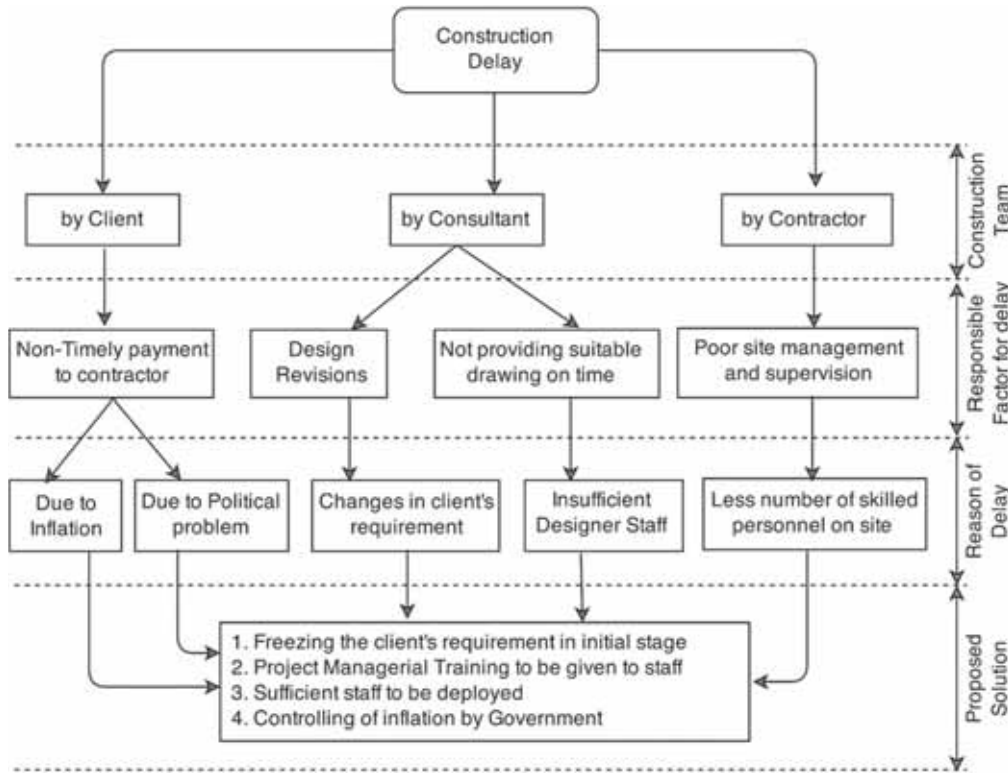 Construction
Delay
by Client
by Consultant
by Contractor
Construction
Team
Non-Timely payment
to contractor
Design
Revisions
Not providing suitable
drawing on time
Poor site management
and supervision
Responsible
Factor for delay
Due to
Inflation
Due to Political
problem
Changes in client's
requirement
Insufficient
Designer Staff
Less number of skilled
personnel on site
Reason of
Delay
1. Freezing the client's requirement in initial stage
2. Project Managerial Training to be given to staff
3. Sufficient staff to be deployed
4. Controlling of inflation by Government
Proposed
Solution